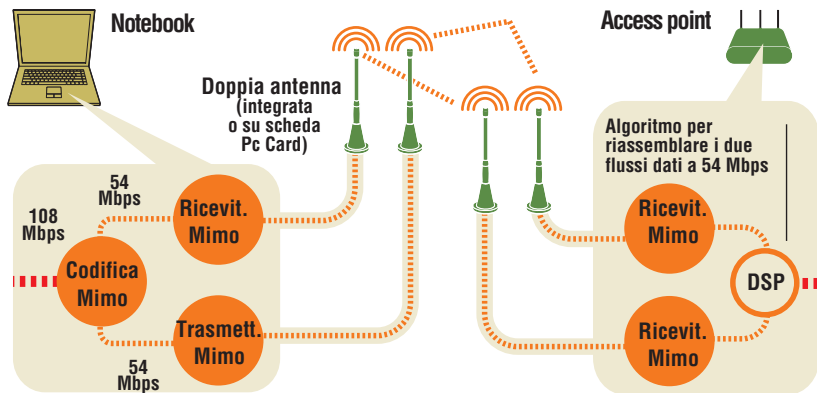 Notebook
Access point
Doppia antenna
(integrata
o su scheda
Pc Card)
Algoritmo per
riassemblare i due
flussi dati a 54 Mbps
54
Mbps
108
Mbps
Ricevit.
Mimo
Codifica
Mimo
Trasmett.
Mimo
54
Mbps
Ricevit.
Mimo
DSP
Ricevit.
Mimo